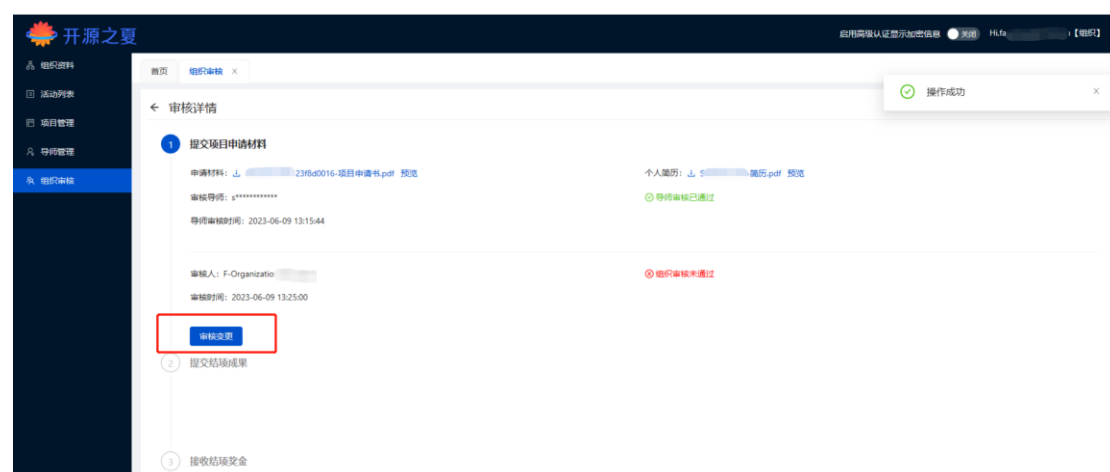 开源之夏
启用高级认证显示加密信息 关闭 Hi,fa 【组织】
组织资料
活动列表
项目管理
导师管理
组织审核
首页 组织审核 ×
操作成功 ×
← 审核详情
1 提交项目申请材料
申请材料： 23f8d0016-项目申请书.pdf 预览 个人简历： 简历.pdf 预览
审核导师：s************ 导师审核已通过
导师审核时间：2023-06-09 13:15:44
审核人：F-Organizatio 组织审核未通过
审核时间：2023-06-09 13:25:00
审核变更
2 提交结项成果
3 接收结项奖金